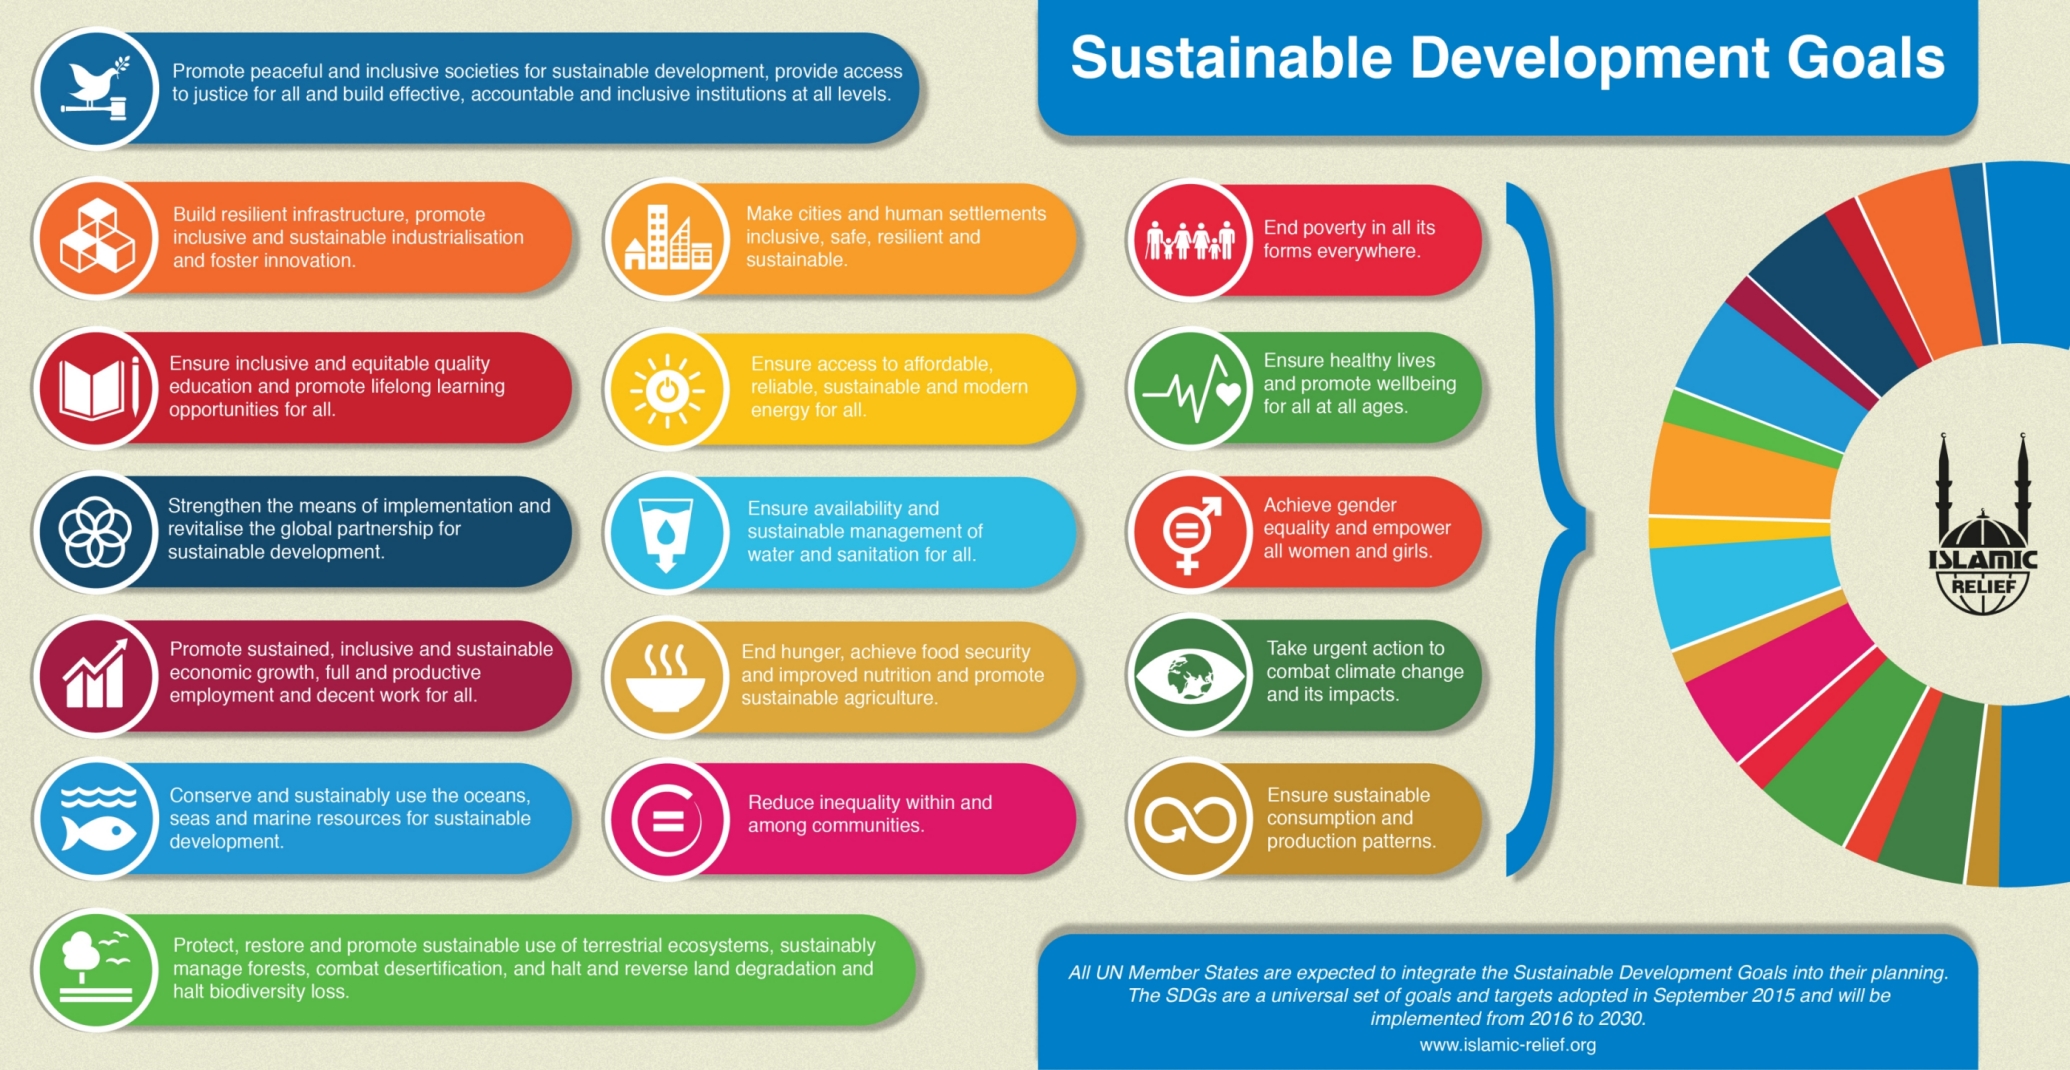 Sustainable Development Goals
Promote peaceful and inclusive societies for sustainable development, provide access
to justice for all and build effective, accountable and inclusive institutions at all levels.
Build resilient infrastructure, promote
inclusive and sustainable industrialisation
and foster innovation.
Make cities and human settlements
inclusive, safe, resilient and
sustainable.
End poverty in all its
forms everywhere.
Ensure inclusive and equitable quality
education and promote lifelong learning
opportunities for all.
Ensure access to affordable,
reliable, sustainable and modern
energy for all.
Ensure healthy lives
and promote wellbeing
for all at all ages.
Strengthen the means of implementation and
revitalise the global partnership for
sustainable development.
Ensure availability and
sustainable management of
water and sanitation for all.
Achieve gender
equality and empower
all women and girls.
Promote sustained, inclusive and sustainable
economic growth, full and productive
employment and decent work for all.
End hunger, achieve food security
and improved nutrition and promote
sustainable agriculture.
Take urgent action to
combat climate change
and its impacts.
Conserve and sustainably use the oceans,
seas and marine resources for sustainable
development.
Reduce inequality within and
among communities.
Ensure sustainable
consumption and
production patterns.
Protect, restore and promote sustainable use of terrestrial ecosystems, sustainably
manage forests, combat desertification, and halt and reverse land degradation and
halt biodiversity loss.
ISLAMIC
RELIEF
All UN Member States are expected to integrate the Sustainable Development Goals into their planning.
The SDGs are a universal set of goals and targets adopted in September 2015 and will be
implemented from 2016 to 2030.
www.islamic-relief.org